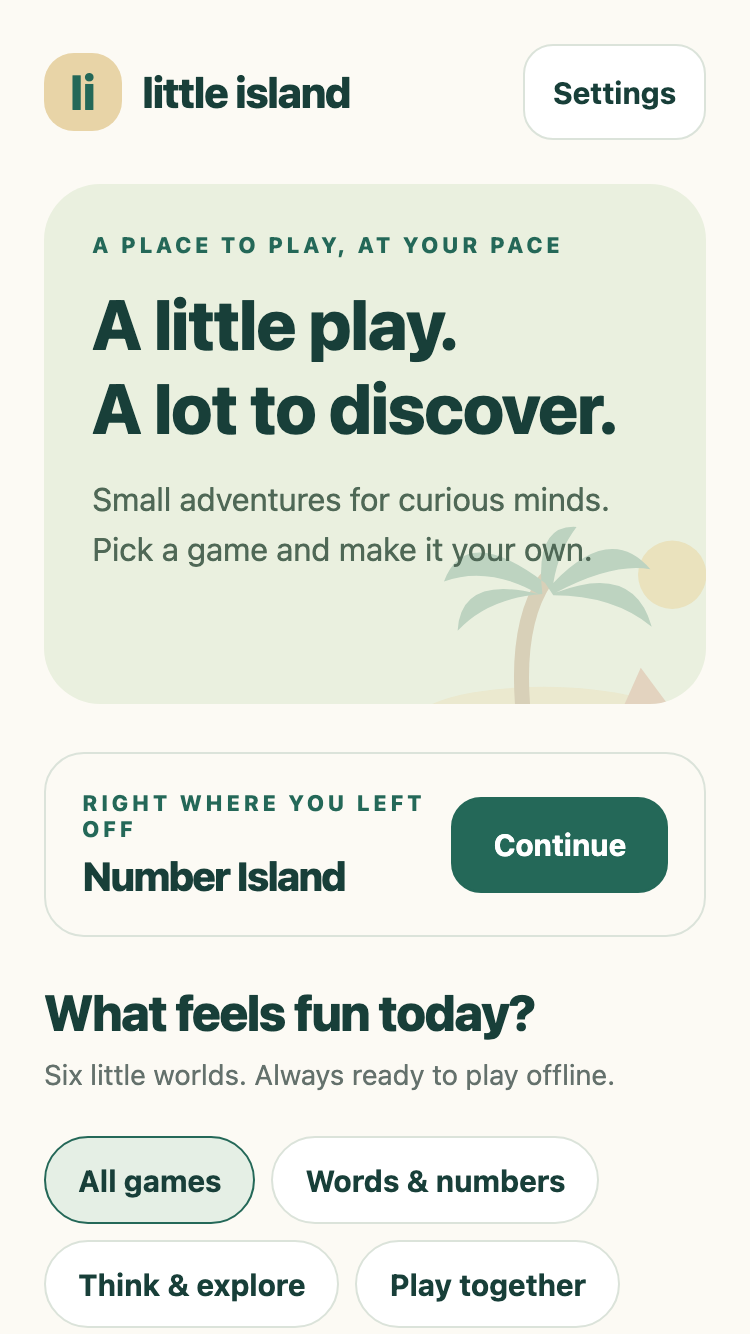 li little island
Settings
A PLACE TO PLAY, AT YOUR PACE
A little play.
A lot to discover.
Small adventures for curious minds.
Pick a game and make it your own.
RIGHT WHERE YOU LEFT
OFF
Number Island
Continue
What feels fun today?
Six little worlds. Always ready to play offline.
All games
Words & numbers
Think & explore
Play together